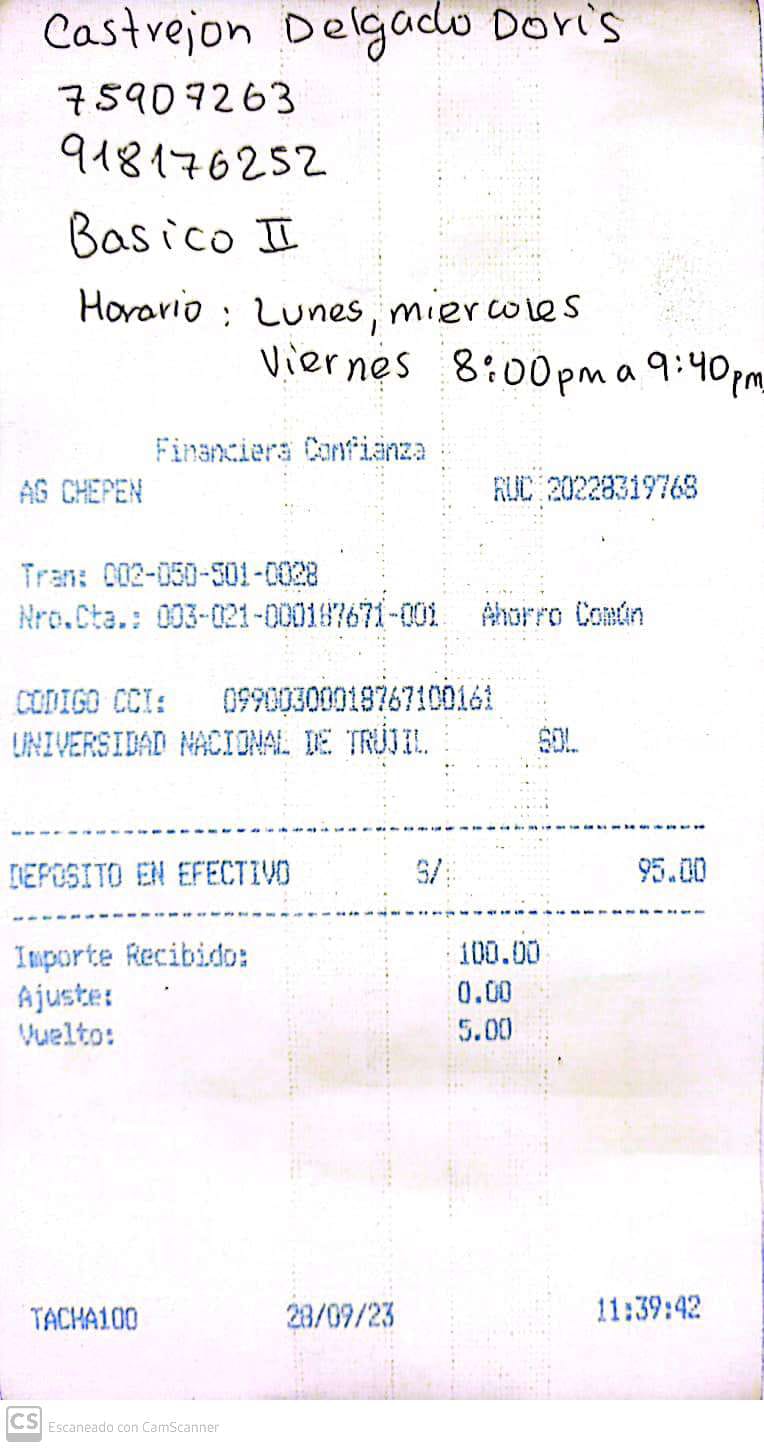 Castrejon Delgado Doris
75907263
918176252
Basico II
Horario: Lunes, miercoles
Viernes 8:00pm a 9:40pm
Financiera Confianza
AG CHEPEN RUC 20228319768
Tran: 002-050-501-0028
Nro.Cta.: 003-021-000187671-001 Ahorro Común
CODIGO CCI: 09900300018767100161
UNIVERSIDAD NACIONAL DE TRUJIL SOL
DEPOSITO EN EFECTIVO S/ 95.00
Importe Recibido: 100.00
Ajuste: 0.00
Vuelto: 5.00
TACHA100 28/09/23 11:39:42
CS Escaneado con CamScanner